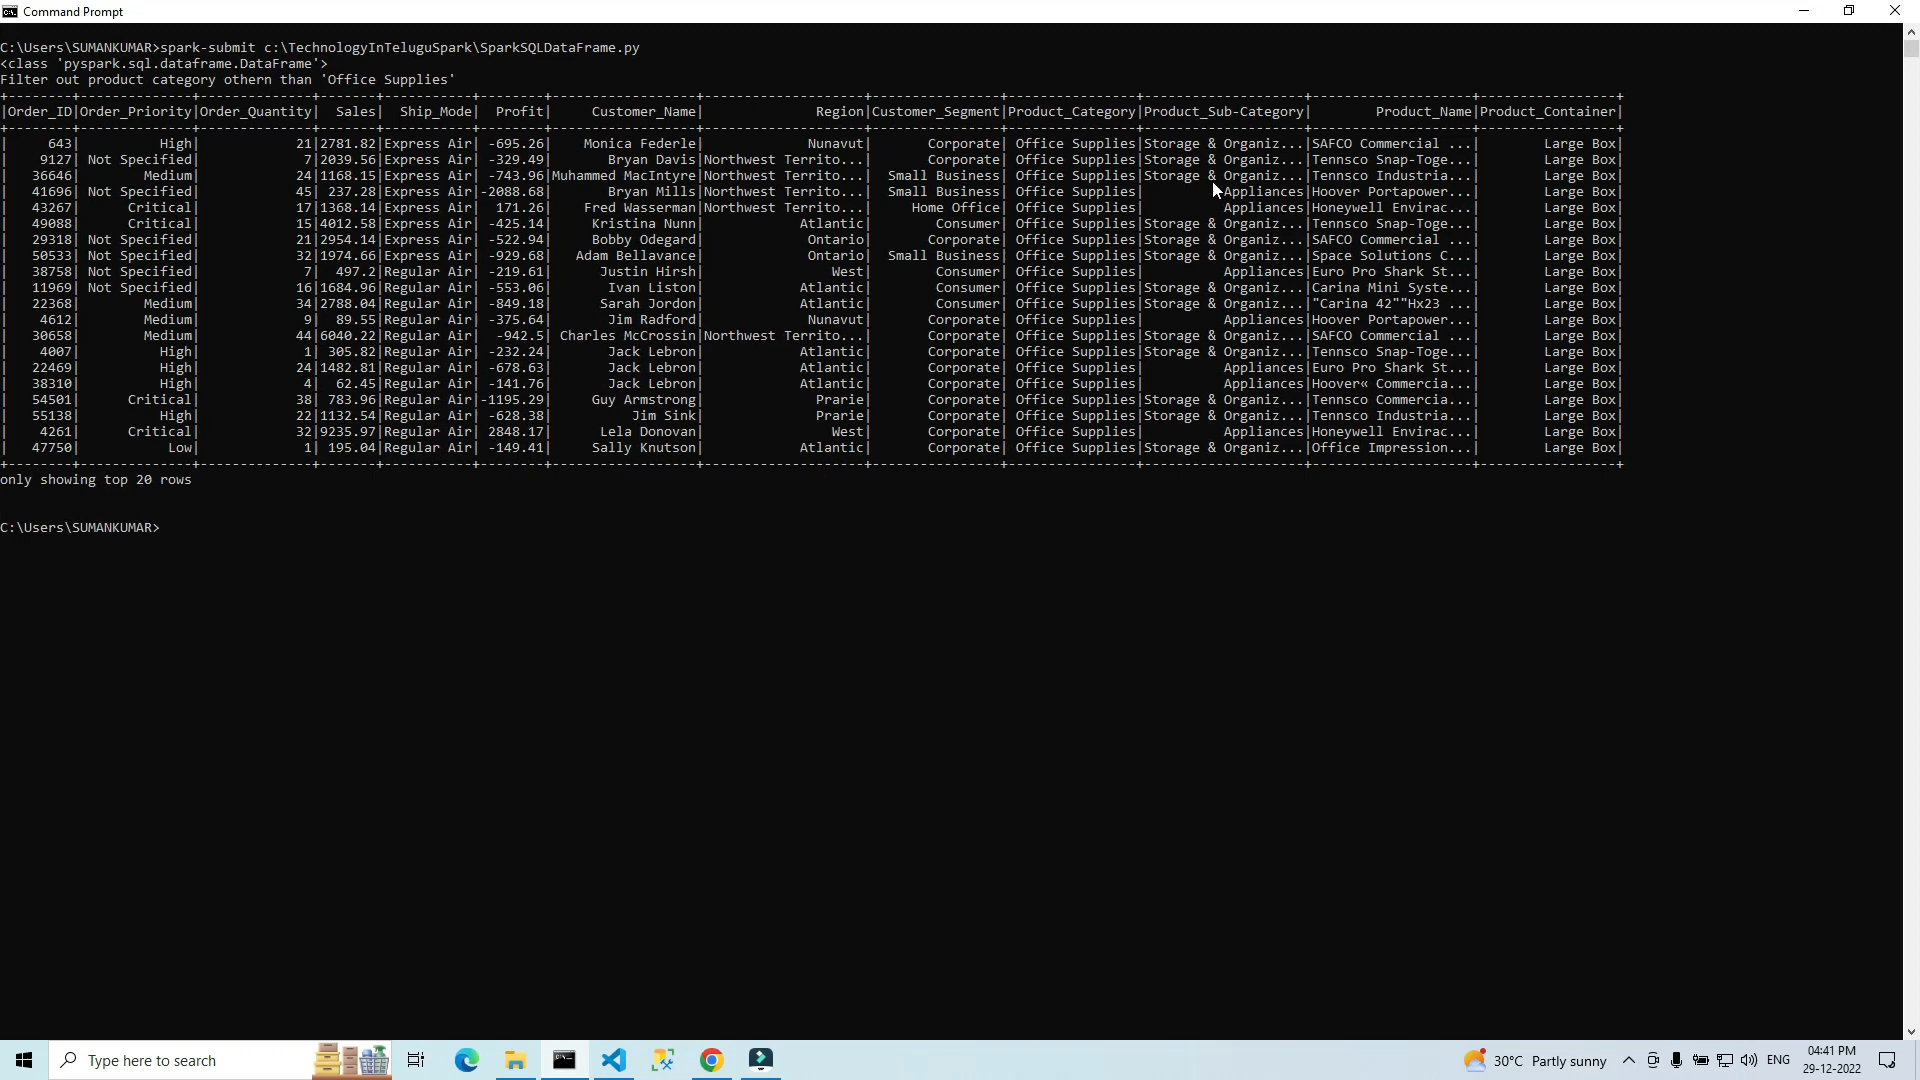 Command Prompt
C:\Users\SUMANKUMAR>spark-submit c:\TechnologyInTeluguSpark\SparkSQLDataFrame.py
<class 'pyspark.sql.dataframe.DataFrame'>
Filter out product category othern than 'Office Supplies'
+--------+--------------+--------------+-------+-----------+--------+------------------+--------------------+----------------+----------------+--------------------+--------------------+-----------------+
|Order_ID|Order_Priority|Order_Quantity|  Sales|  Ship_Mode|  Profit|     Customer_Name|              Region|Customer_Segment|Product_Category|Product_Sub-Category|        Product_Name|Product_Container|
+--------+--------------+--------------+-------+-----------+--------+------------------+--------------------+----------------+----------------+--------------------+--------------------+-----------------+
|     643|          High|            21|2781.82|Express Air| -695.26|    Monica Federle|             Nunavut|       Corporate| Office Supplies|Storage & Organiz...|SAFCO Commercial ...|        Large Box|
|    9127| Not Specified|             7|2039.56|Express Air| -329.49|       Bryan Davis|Northwest Territo...|       Corporate| Office Supplies|Storage & Organiz...|Tennsco Snap-Toge...|        Large Box|
|   36646|        Medium|            24|1168.15|Express Air| -743.96|Muhammed MacIntyre|Northwest Territo...|  Small Business| Office Supplies|Storage & Organiz...|Tennsco Industria...|        Large Box|
|   41696| Not Specified|            45| 237.28|Express Air|-2088.68|       Bryan Mills|Northwest Territo...|  Small Business| Office Supplies|          Appliances|Hoover Portapower...|        Large Box|
|   43267|      Critical|            17|1368.14|Express Air|  171.26|    Fred Wasserman|Northwest Territo...|     Home Office| Office Supplies|          Appliances|Honeywell Envirac...|        Large Box|
|   49088|      Critical|            15|4012.58|Express Air| -425.14|     Kristina Nunn|            Atlantic|        Consumer| Office Supplies|Storage & Organiz...|Tennsco Snap-Toge...|        Large Box|
|   29318| Not Specified|            21|2954.14|Express Air| -522.94|     Bobby Odegard|             Ontario|       Corporate| Office Supplies|Storage & Organiz...|SAFCO Commercial ...|        Large Box|
|   50533| Not Specified|            32|1974.66|Express Air| -929.68|   Adam Bellavance|             Ontario|  Small Business| Office Supplies|Storage & Organiz...|Space Solutions C...|        Large Box|
|   38758| Not Specified|             7|  497.2|Regular Air| -219.61|      Justin Hirsh|                West|        Consumer| Office Supplies|          Appliances|Euro Pro Shark St...|        Large Box|
|   11969| Not Specified|            16|1684.96|Regular Air| -553.06|       Ivan Liston|            Atlantic|        Consumer| Office Supplies|Storage & Organiz...|Carina Mini Syste...|        Large Box|
|   22368|        Medium|            34|2788.04|Regular Air| -849.18|      Sarah Jordon|            Atlantic|        Consumer| Office Supplies|Storage & Organiz...|"Carina 42""Hx23 ...|        Large Box|
|    4612|        Medium|             9|  89.55|Regular Air| -375.64|       Jim Radford|             Nunavut|       Corporate| Office Supplies|          Appliances|Hoover Portapower...|        Large Box|
|   30658|        Medium|            44|6040.22|Regular Air|  -942.5| Charles McCrossin|Northwest Territo...|       Corporate| Office Supplies|Storage & Organiz...|SAFCO Commercial ...|        Large Box|
|    4007|          High|             1| 305.82|Regular Air| -232.24|       Jack Lebron|            Atlantic|       Corporate| Office Supplies|Storage & Organiz...|Tennsco Snap-Toge...|        Large Box|
|   22469|          High|            24|1482.81|Regular Air| -678.63|       Jack Lebron|            Atlantic|       Corporate| Office Supplies|          Appliances|Euro Pro Shark St...|        Large Box|
|   38310|          High|             4|  62.45|Regular Air| -141.76|       Jack Lebron|            Atlantic|       Corporate| Office Supplies|          Appliances|Hoover« Commercia...|        Large Box|
|   54501|      Critical|            38| 783.96|Regular Air|-1195.29|     Guy Armstrong|             Prarie|       Corporate| Office Supplies|Storage & Organiz...|Tennsco Commercia...|        Large Box|
|   55138|          High|            22|1132.54|Regular Air| -628.38|          Jim Sink|             Prarie|       Corporate| Office Supplies|Storage & Organiz...|Tennsco Industria...|        Large Box|
|    4261|      Critical|            32|9235.97|Regular Air| 2848.17|      Lela Donovan|                West|       Corporate| Office Supplies|          Appliances|Honeywell Envirac...|        Large Box|
|   47750|           Low|             1| 195.04|Regular Air| -149.41|     Sally Knutson|            Atlantic|       Corporate| Office Supplies|Storage & Organiz...|Office Impression...|        Large Box|
+--------+--------------+--------------+-------+-----------+--------+------------------+--------------------+----------------+----------------+--------------------+--------------------+-----------------+
only showing top 20 rows
C:\Users\SUMANKUMAR>
Type here to search
30°C Partly sunny
ENG
04:41 PM
29-12-2022